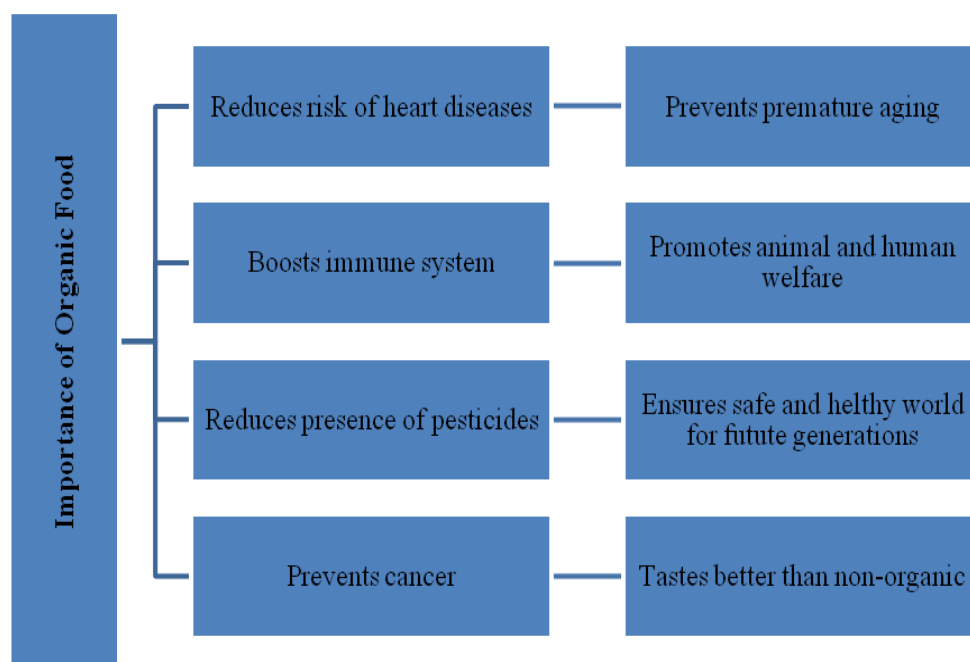 Importance of Organic Food
Reduces risk of heart diseases
Prevents premature aging
Boosts immune system
Promotes animal and human
welfare
Reduces presence of pesticides
Ensures safe and helthy world
for futute generations
Prevents cancer
Tastes better than non-organic